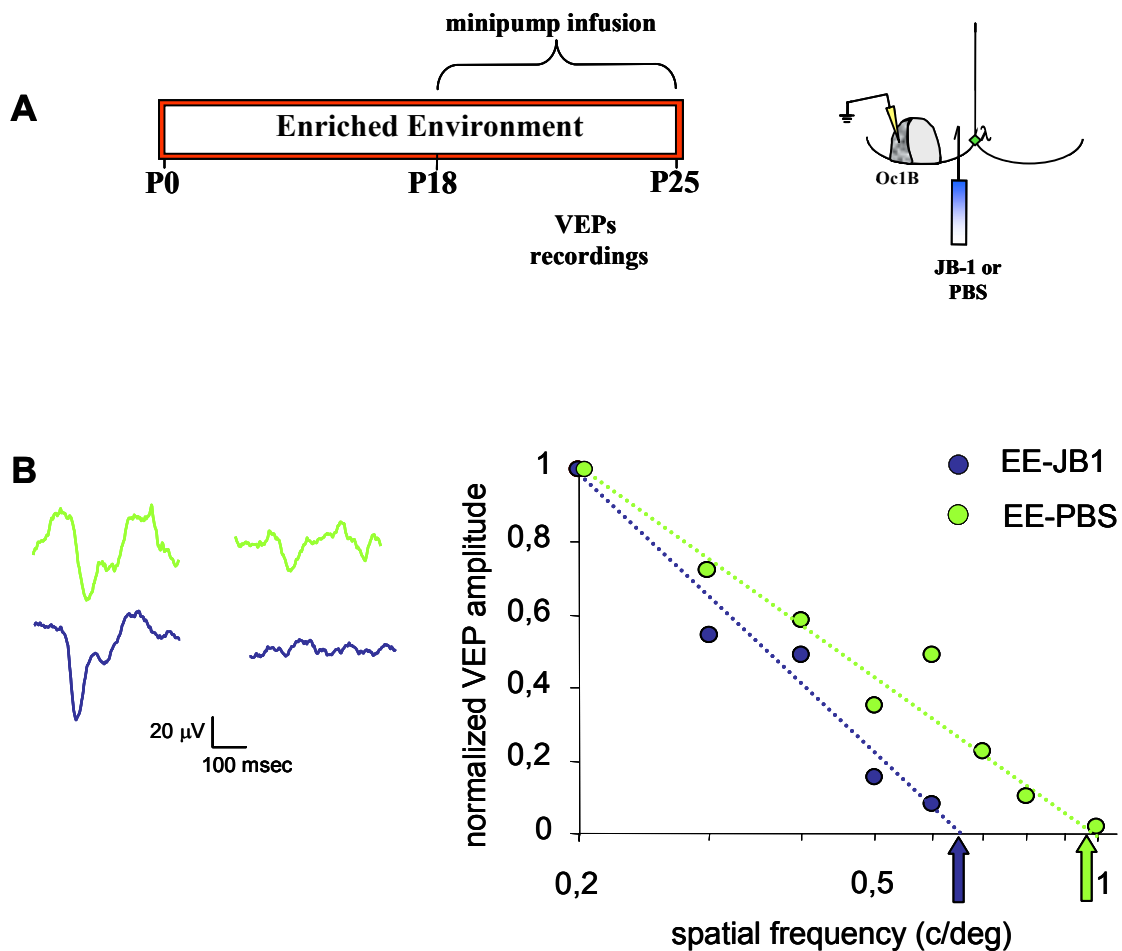 minipump infusion
A
Enriched Environment
P0
P18
P25
VEPs
recordings
λ
Oc1B
JB-1 or
PBS
B
20 μV
100 msec
normalized VEP amplitude
1
0,8
0,6
0,4
0,2
0
0,2
0,5
1
spatial frequency (c/deg)
EE-JB1
EE-PBS